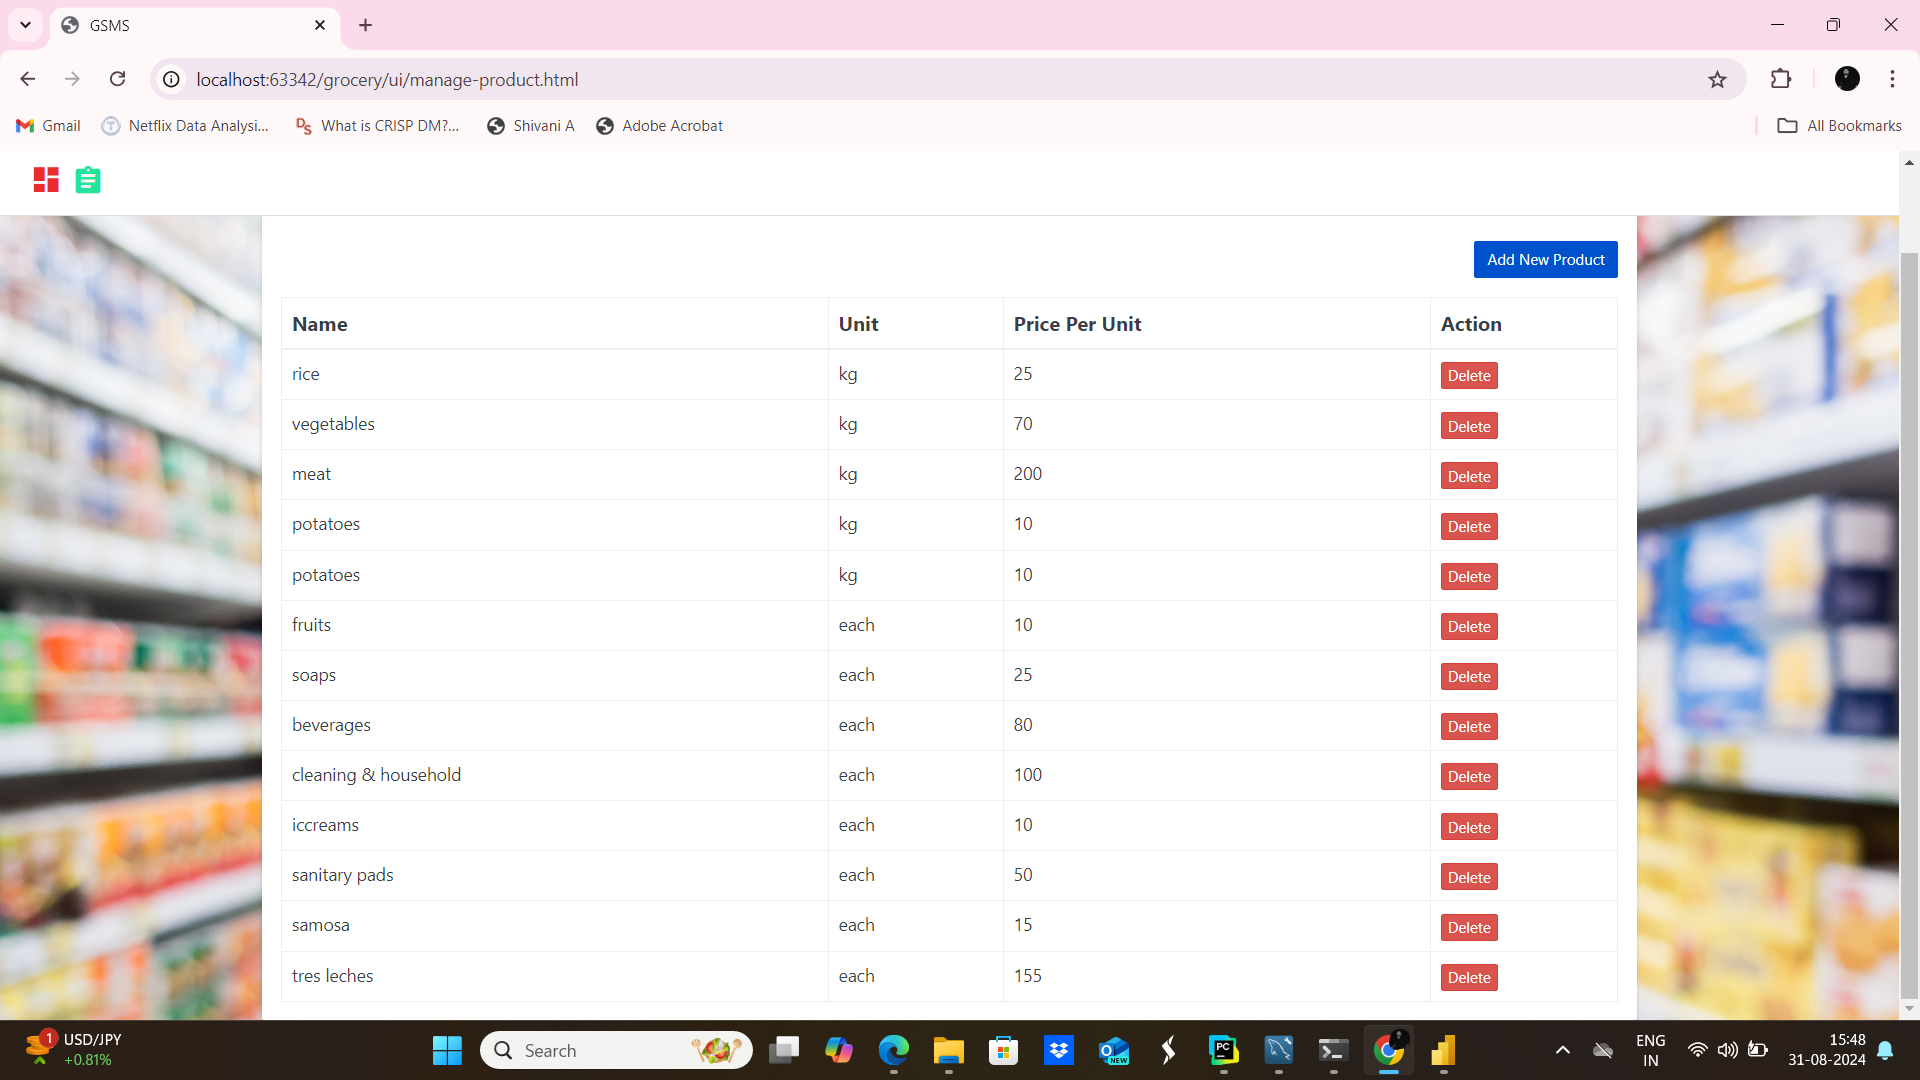 GSMS
localhost:63342/grocery/ui/manage-product.html
Gmail Netflix Data Analysi... DS What is CRISP DM?... Shivani A Adobe Acrobat All Bookmarks
Add New Product
Name Unit Price Per Unit Action
rice kg 25 Delete
vegetables kg 70 Delete
meat kg 200 Delete
potatoes kg 10 Delete
potatoes kg 10 Delete
fruits each 10 Delete
soaps each 25 Delete
beverages each 80 Delete
cleaning & household each 100 Delete
iccreams each 10 Delete
sanitary pads each 50 Delete
samosa each 15 Delete
tres leches each 155 Delete
1 USD/JPY
+0.81%
Search
NEW
PC
ENG
IN
15:48
31-08-2024